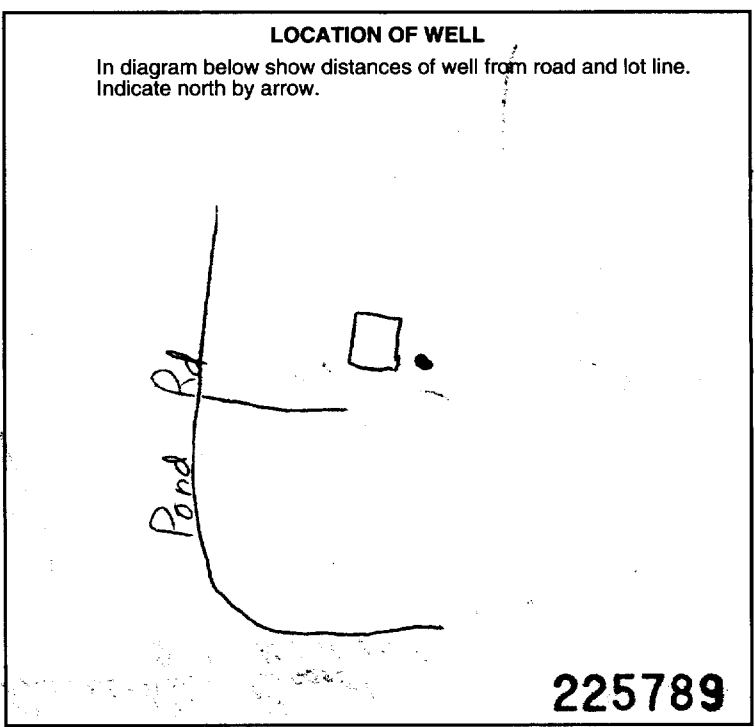 LOCATION OF WELL
In diagram below show distances of well from road and lot line.
Indicate north by arrow.
Pond Rd
225789